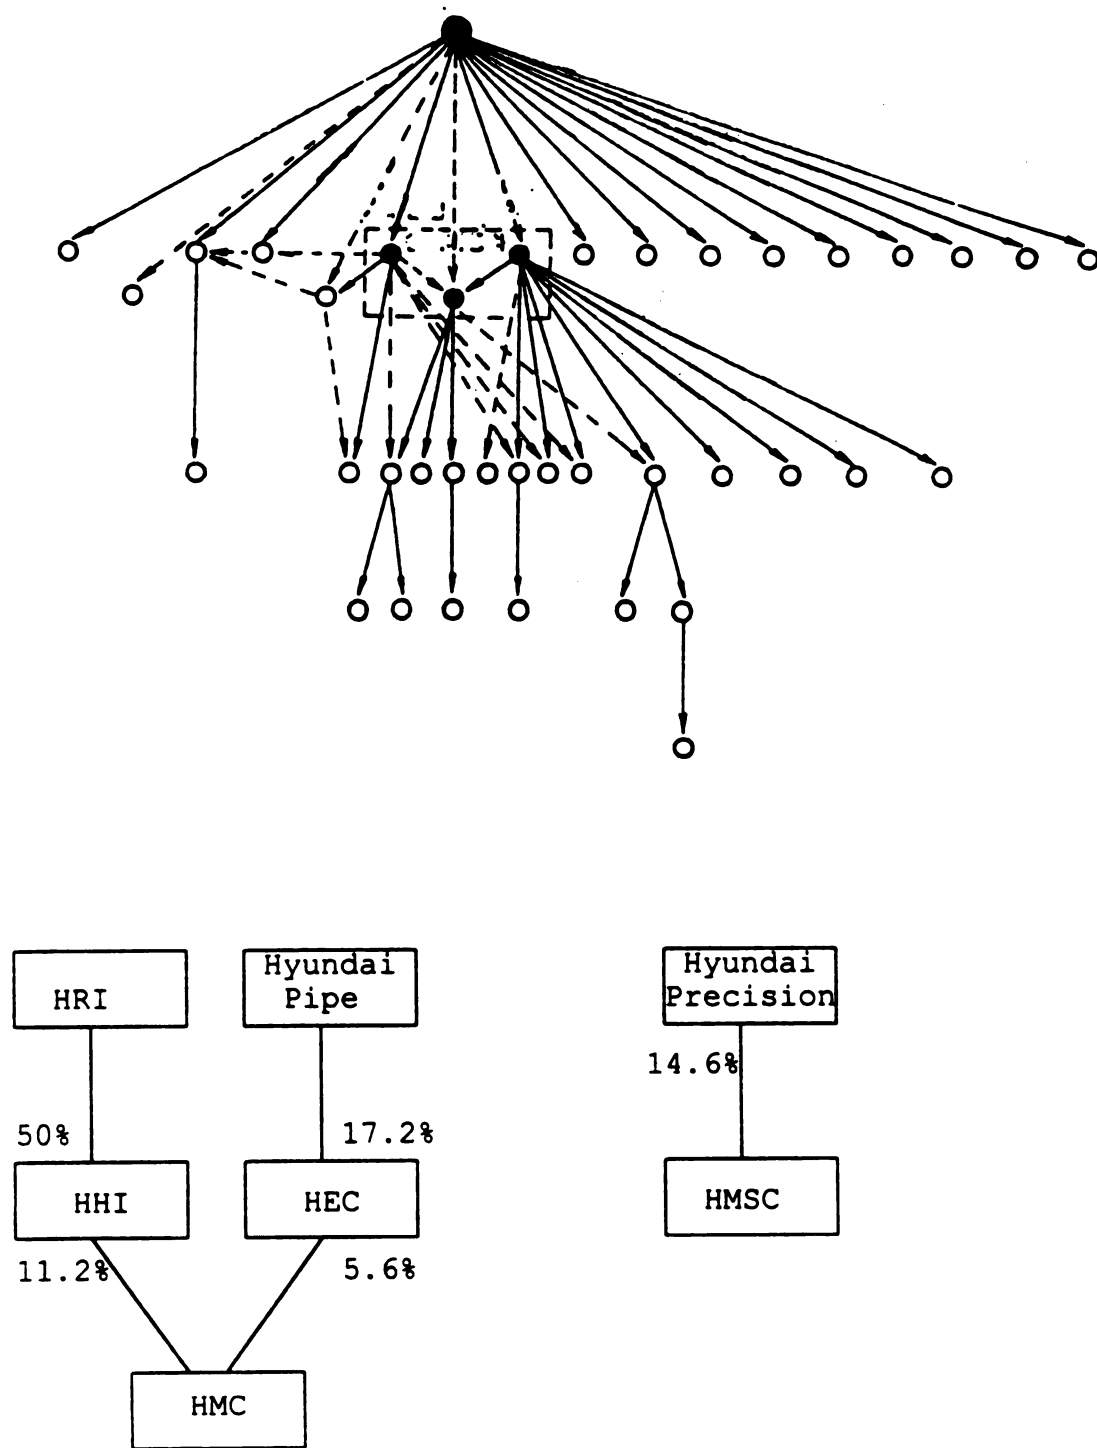 HRI
Hyundai
Pipe
Hyundai
Precision
14.6%
50%
17.2%
HHI
HEC
HMSC
11.2%
5.6%
HMC